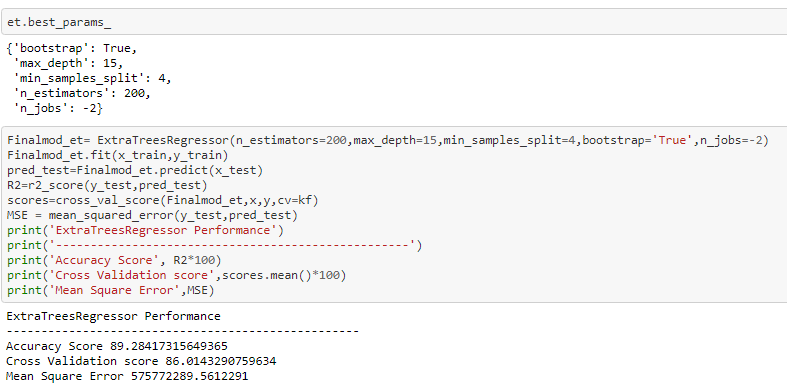 et.best_params_
{'bootstrap': True,
 'max_depth': 15,
 'min_samples_split': 4,
 'n_estimators': 200,
 'n_jobs': -2}
Finalmod_et= ExtraTreesRegressor(n_estimators=200,max_depth=15,min_samples_split=4,bootstrap='True',n_jobs=-2)
Finalmod_et.fit(x_train,y_train)
pred_test=Finalmod_et.predict(x_test)
R2=r2_score(y_test,pred_test)
scores=cross_val_score(Finalmod_et,x,y,cv=kf)
MSE = mean_squared_error(y_test,pred_test)
print('ExtraTreesRegressor Performance')
print('--------------------------------------------------')
print('Accuracy Score', R2*100)
print('Cross Validation score',scores.mean()*100)
print('Mean Square Error',MSE)
ExtraTreesRegressor Performance
--------------------------------------------------
Accuracy Score 89.28417315649365
Cross Validation score 86.0143290759634
Mean Square Error 575772289.5612291